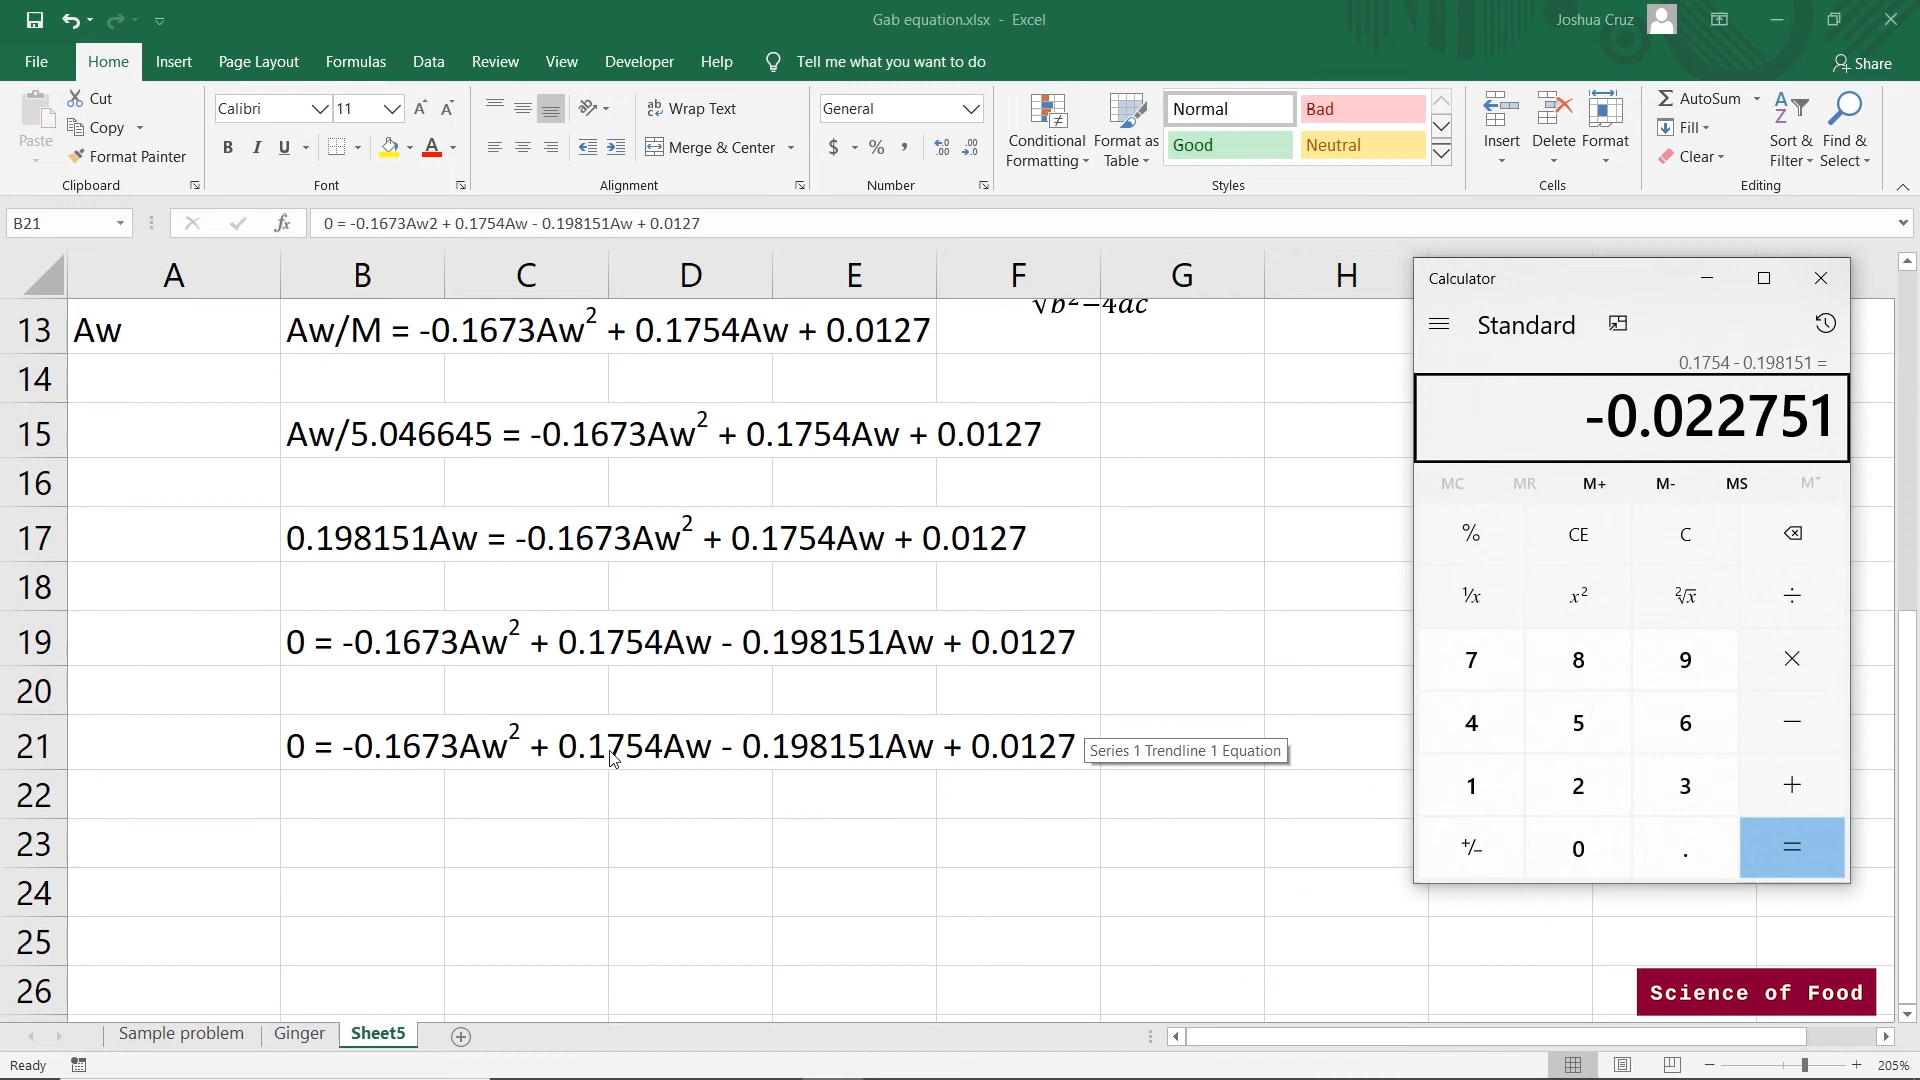 Gab equation.xlsx - Excel
Joshua Cruz
File Home Insert Page Layout Formulas Data Review View Developer Help Tell me what you want to do
Share
Paste
Cut
Copy
Format Painter
Clipboard
Calibri 11
B I U
A
Font
Wrap Text
Merge & Center
Alignment
General
$ % ,
Number
Conditional Formatting
Format as Table
Normal Bad
Good Neutral
Styles
Insert Delete Format
Cells
AutoSum
Fill
Clear
Sort & Filter
Find & Select
Editing
B21
fx
0 = -0.1673Aw2 + 0.1754Aw - 0.198151Aw + 0.0127
A B C D E F G H
√b²−4ac
13 Aw Aw/M = -0.1673Aw² + 0.1754Aw + 0.0127
14
15 Aw/5.046645 = -0.1673Aw² + 0.1754Aw + 0.0127
16
17 0.198151Aw = -0.1673Aw² + 0.1754Aw + 0.0127
18
19 0 = -0.1673Aw² + 0.1754Aw - 0.198151Aw + 0.0127
20
21 0 = -0.1673Aw² + 0.1754Aw - 0.198151Aw + 0.0127
Series 1 Trendline 1 Equation
22
23
24
25
26
Calculator
Standard
0.1754 - 0.198151 =
-0.022751
MC MR M+ M- MS M˅
% CE C
¹/x x² ²√x ÷
7 8 9 ×
4 5 6 −
1 2 3 +
+/− 0 . =
Science of Food
Sample problem Ginger Sheet5
Ready
205%